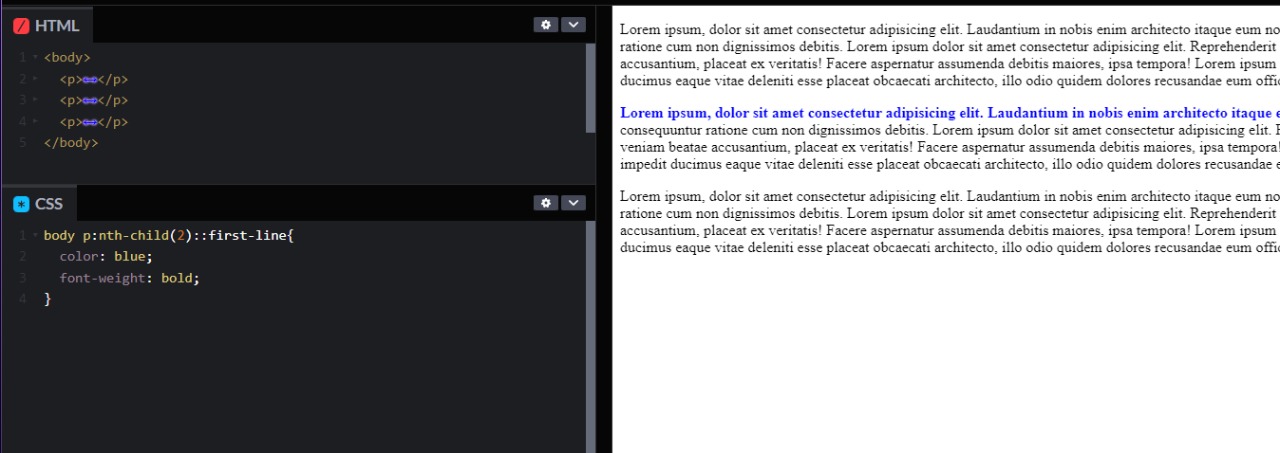 HTML
1 <body>
2 <p></p>
3 <p></p>
4 <p></p>
5 </body>
CSS
1 body p:nth-child(2)::first-line{
2 color: blue;
3 font-weight: bold;
4 }
Lorem ipsum, dolor sit amet consectetur adipisicing elit. Laudantium in nobis enim architecto itaque eum no
ratione cum non dignissimos debitis. Lorem ipsum dolor sit amet consectetur adipisicing elit. Reprehenderit
accusantium, placeat ex veritatis! Facere aspernatur assumenda debitis maiores, ipsa tempora! Lorem ipsum
ducimus eaque vitae deleniti esse placeat obcaecati architecto, illo odio quidem dolores recusandae eum offic
Lorem ipsum, dolor sit amet consectetur adipisicing elit. Laudantium in nobis enim architecto itaque e
consequuntur ratione cum non dignissimos debitis. Lorem ipsum dolor sit amet consectetur adipisicing elit.
veniam beatae accusantium, placeat ex veritatis! Facere aspernatur assumenda debitis maiores, ipsa tempora!
impedit ducimus eaque vitae deleniti esse placeat obcaecati architecto, illo odio quidem dolores recusandae e
Lorem ipsum, dolor sit amet consectetur adipisicing elit. Laudantium in nobis enim architecto itaque eum no
ratione cum non dignissimos debitis. Lorem ipsum dolor sit amet consectetur adipisicing elit. Reprehenderit
accusantium, placeat ex veritatis! Facere aspernatur assumenda debitis maiores, ipsa tempora! Lorem ipsum
ducimus eaque vitae deleniti esse placeat obcaecati architecto, illo odio quidem dolores recusandae eum offic